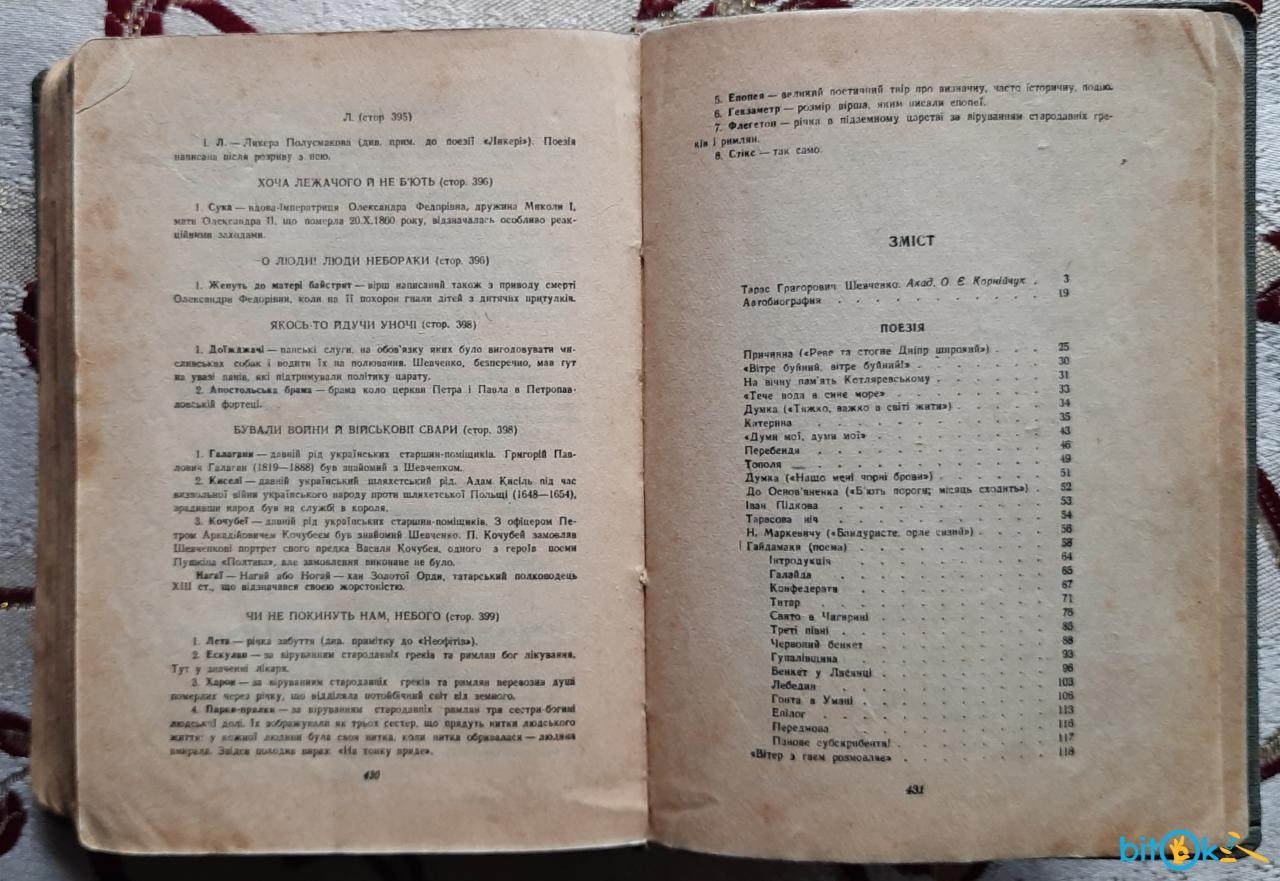 Л. (стор 395)
1. Л. — Ликера Полусмакова (див. прим. до поезії «Ликері»). Поезія
написана після розриву з нею.
ХОЧА ЛЕЖАЧОГО Й НЕ Б'ЮТЬ (стор. 396)
1. Сука — вдова-імператриця Олександра Федорівна, дружина Миколи I,
мати Олександра II, що померла 20.X.1860 року, відзначалась особливо реак-
ційними заходами.
О ЛЮДИ! ЛЮДИ НЕБОРАКИ (стор. 396)
1. Женуть до матері байстрят — вірш написаний також з приводу смерті
Олександри Федорівни, коли на її похорон гнали дітей з дитячих притулків.
ЯКОСЬ-ТО ЙДУЧИ УНОЧІ (стор. 398)
1. Доїжджачі — панські слуги, на обов'язку яких було вигодовувати ми-
сливських собак і водити їх на полювання. Шевченко, безперечно, мав тут
на увазі панів, які підтримували політику царату.
2. Апостольська брама — брама коло церкви Петра і Павла в Петропав-
ловській фортеці.
БУВАЛИ ВОЙНИ Й ВІЙСЬКОВІЇ СВАРИ (стор. 398)
1. Галагани — давній рід українських старшин-поміщиків. Григорій Пав-
лович Галаган (1819—1888) був знайомий з Шевченком.
2. Киселі — давній український шляхетський рід. Адам Кисіль під час
визвольної війни українського народу проти шляхетської Польщі (1648—1654),
зрадивши народ був на службі в короля.
3. Кочубеї — давній рід українських старшин-поміщиків. З офіцером Пе-
тром Аркадійовичем Кочубеєм був знайомий Шевченко. П. Кочубей замовляв
Шевченкові портрет свого предка Василя Кочубея, одного з героїв поеми
Пушкіна «Полтава», але замовлення виконане не було.
Нагаї — Нагай або Ногай — хан Золотої Орди, татарський полководець
XIII ст., що відзначався своєю жорстокістю.
ЧИ НЕ ПОКИНУТЬ НАМ, НЕБОГО (стор. 399)
1. Лета — річка забуття (див. примітку до «Неофітів»).
2. Ескулап — за віруванням стародавніх греків та римлян бог лікування.
Тут у значенні лікаря.
3. Харон — за віруванням стародавніх греків та римлян перевозив душі
померлих через річку, що відділяла потойбічний світ від земного.
4. Парки-пряхи — за віруванням стародавніх римлян три сестри-богині
людської долі. Їх зображували як трьох сестер, що прядуть нитки людського
життя: у кожної людини була своя нитка, коли нитка обривалася — людина
вмирала. Звідси походив вираз: «На тонку пряде».
430
5. Епопея — великий поетичний твір про визначну, часто історичну, подію.
6. Гекзаметр — розмір вірша, яким писали епопеї.
7. Флегетон — річка в підземному царстві за віруванням стародавніх гре-
ків і римлян.
8. Стікс — так само.
ЗМІСТ
Тарас Григорович Шевченко. Акад. О. Є. Корнійчук . 3
Автобиография . . . . . . . . . . . 19
ПОЕЗІЯ
Причинна («Реве та стогне Дніпр широкий») . . . 25
«Вітре буйний, вітре буйний!» . . . . . . 30
На вічну пам'ять Котляревському . . . . . 31
«Тече вода в синє море» . . . . . . . 33
Думка («Тяжко, важко в світі жити») . . . . 34
Катерина . . . . . . . . . . 35
«Думи мої, думи мої» . . . . . . . 43
Перебендя . . . . . . . . . . 46
Тополя . . . . . . . . . . 49
Думка («Нащо мені чорні брови») . . . . . 51
До Основ'яненка («Б'ють пороги; місяць сходить») . 52
Іван Підкова . . . . . . . . . 53
Тарасова ніч . . . . . . . . . 54
Н. Маркевичу («Бандуристе, орле сизий») . . . 56
Гайдамаки (поема) . . . . . . . . 58
Інтродукція . . . . . . . . 64
Галайда . . . . . . . . 65
Конфедерати . . . . . . . . 67
Титар . . . . . . . . 71
Свято в Чигирині . . . . . . . 76
Треті півні . . . . . . . . 85
Червоний бенкет . . . . . . . 88
Гупалівщина . . . . . . . . 93
Бенкет у Лисянці . . . . . . . 96
Лебедин . . . . . . . . 103
Гонта в Умані . . . . . . . 106
Епілог . . . . . . . . 113
Передмова . . . . . . . . 116
Панове субскрибенти! . . . . . . 117
«Вітер з гаєм розмовляє» . . . . . . 118
431
bitOk